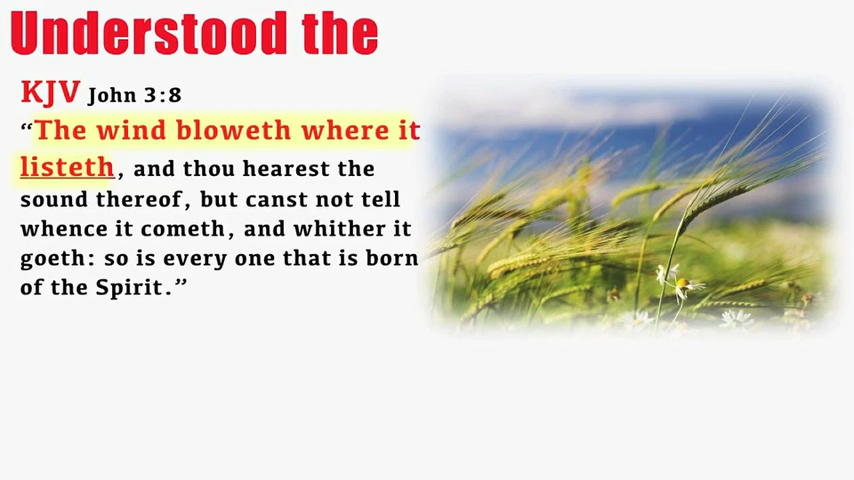 Understood the
KJV John 3:8
“The wind bloweth where it
listeth, and thou hearest the
sound thereof, but canst not tell
whence it cometh, and whither it
goeth: so is every one that is born
of the Spirit.”